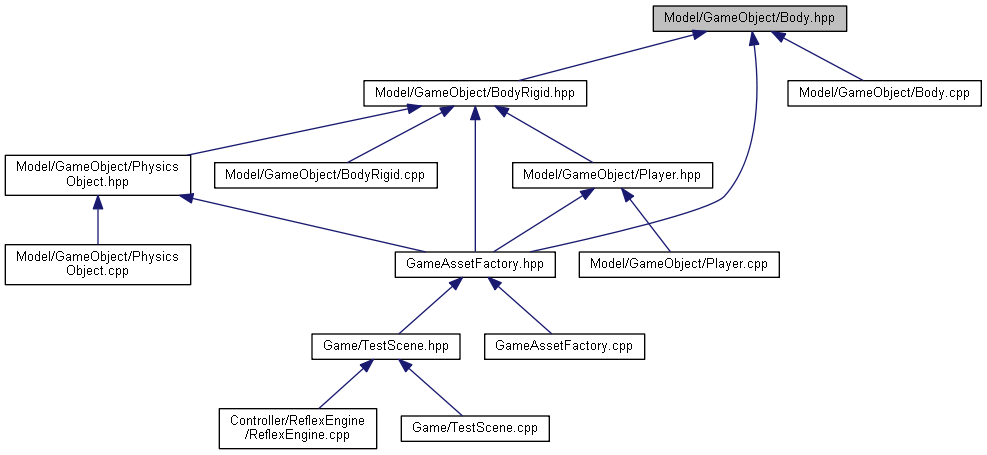 Model/GameObject/Body.hpp
Model/GameObject/BodyRigid.hpp
Model/GameObject/Body.cpp
Model/GameObject/Physics
Object.hpp
Model/GameObject/BodyRigid.cpp
Model/GameObject/Player.hpp
Model/GameObject/Physics
Object.cpp
GameAssetFactory.hpp
Model/GameObject/Player.cpp
Game/TestScene.hpp
GameAssetFactory.cpp
Controller/ReflexEngine
/ReflexEngine.cpp
Game/TestScene.cpp